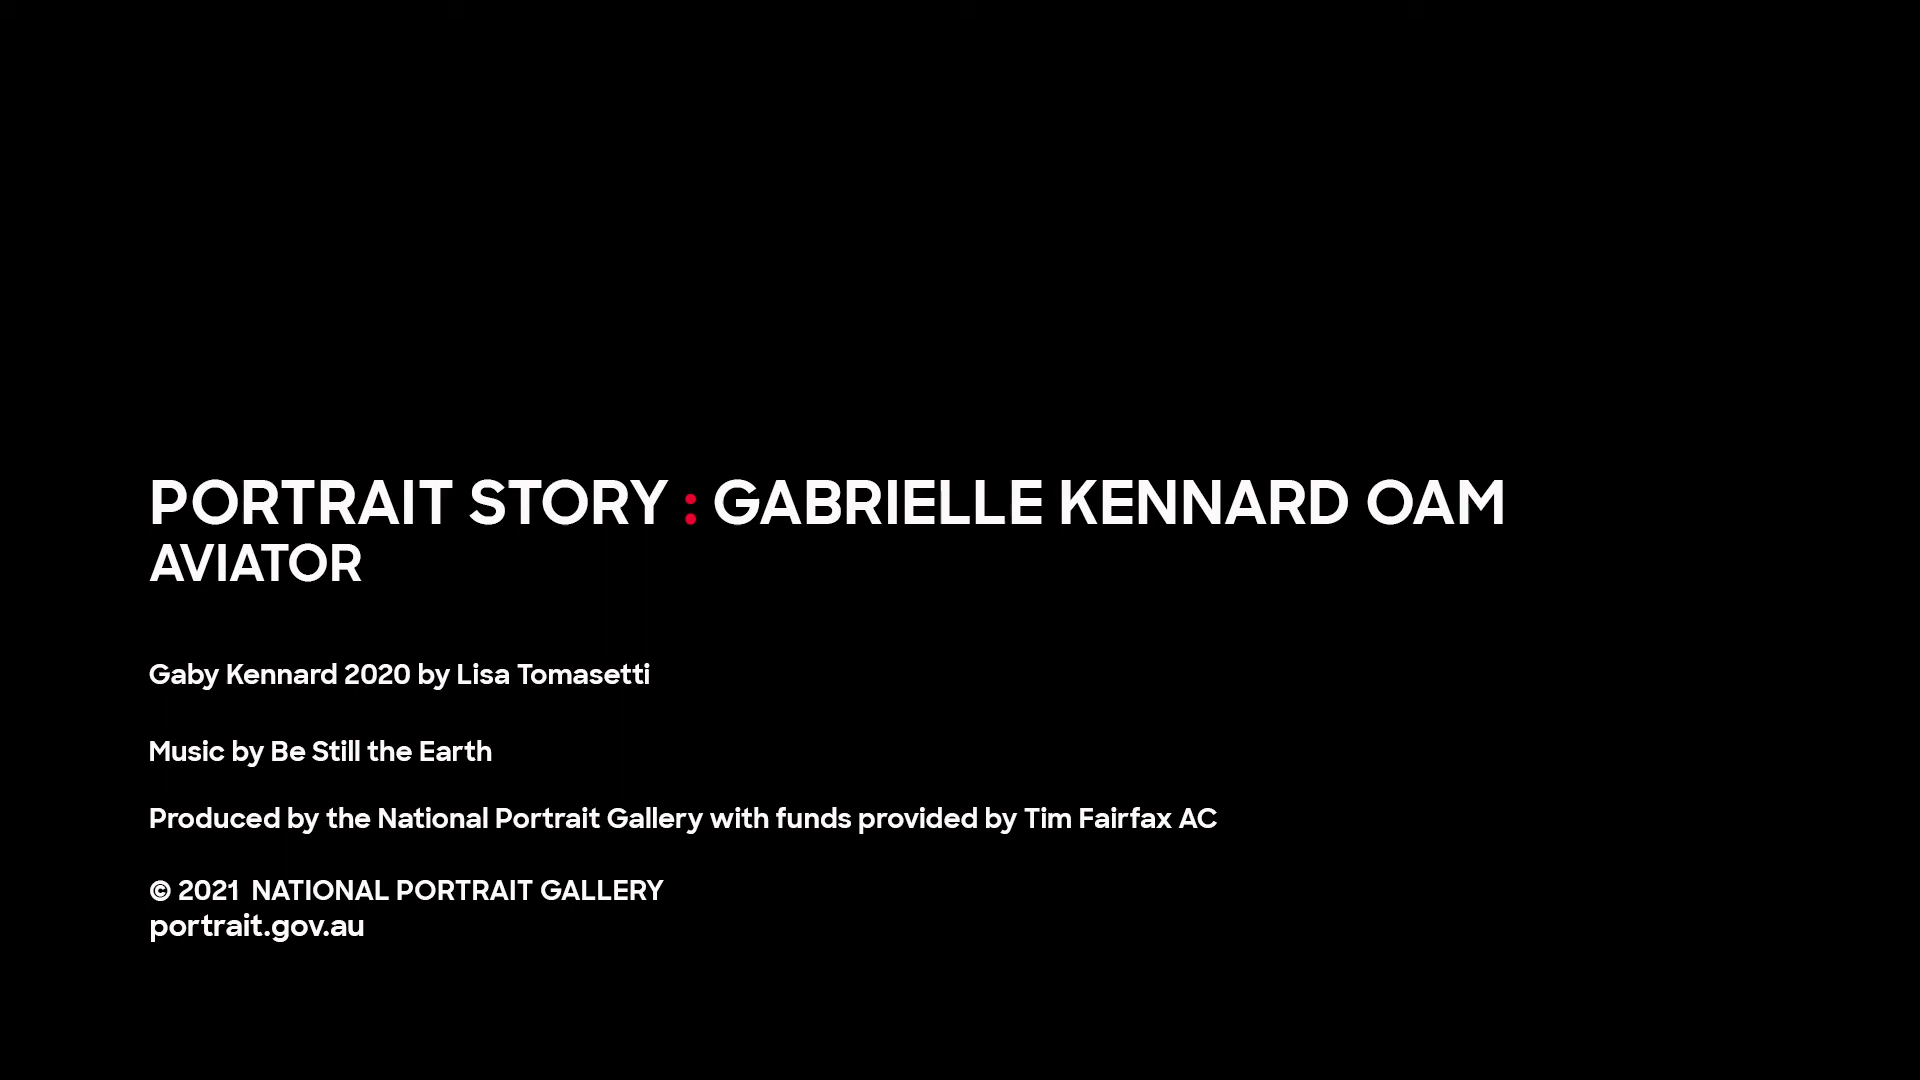 PORTRAIT STORY : GABRIELLE KENNARD OAM
AVIATOR
Gaby Kennard 2020 by Lisa Tomasetti
Music by Be Still the Earth
Produced by the National Portrait Gallery with funds provided by Tim Fairfax AC
© 2021 NATIONAL PORTRAIT GALLERY
portrait.gov.au